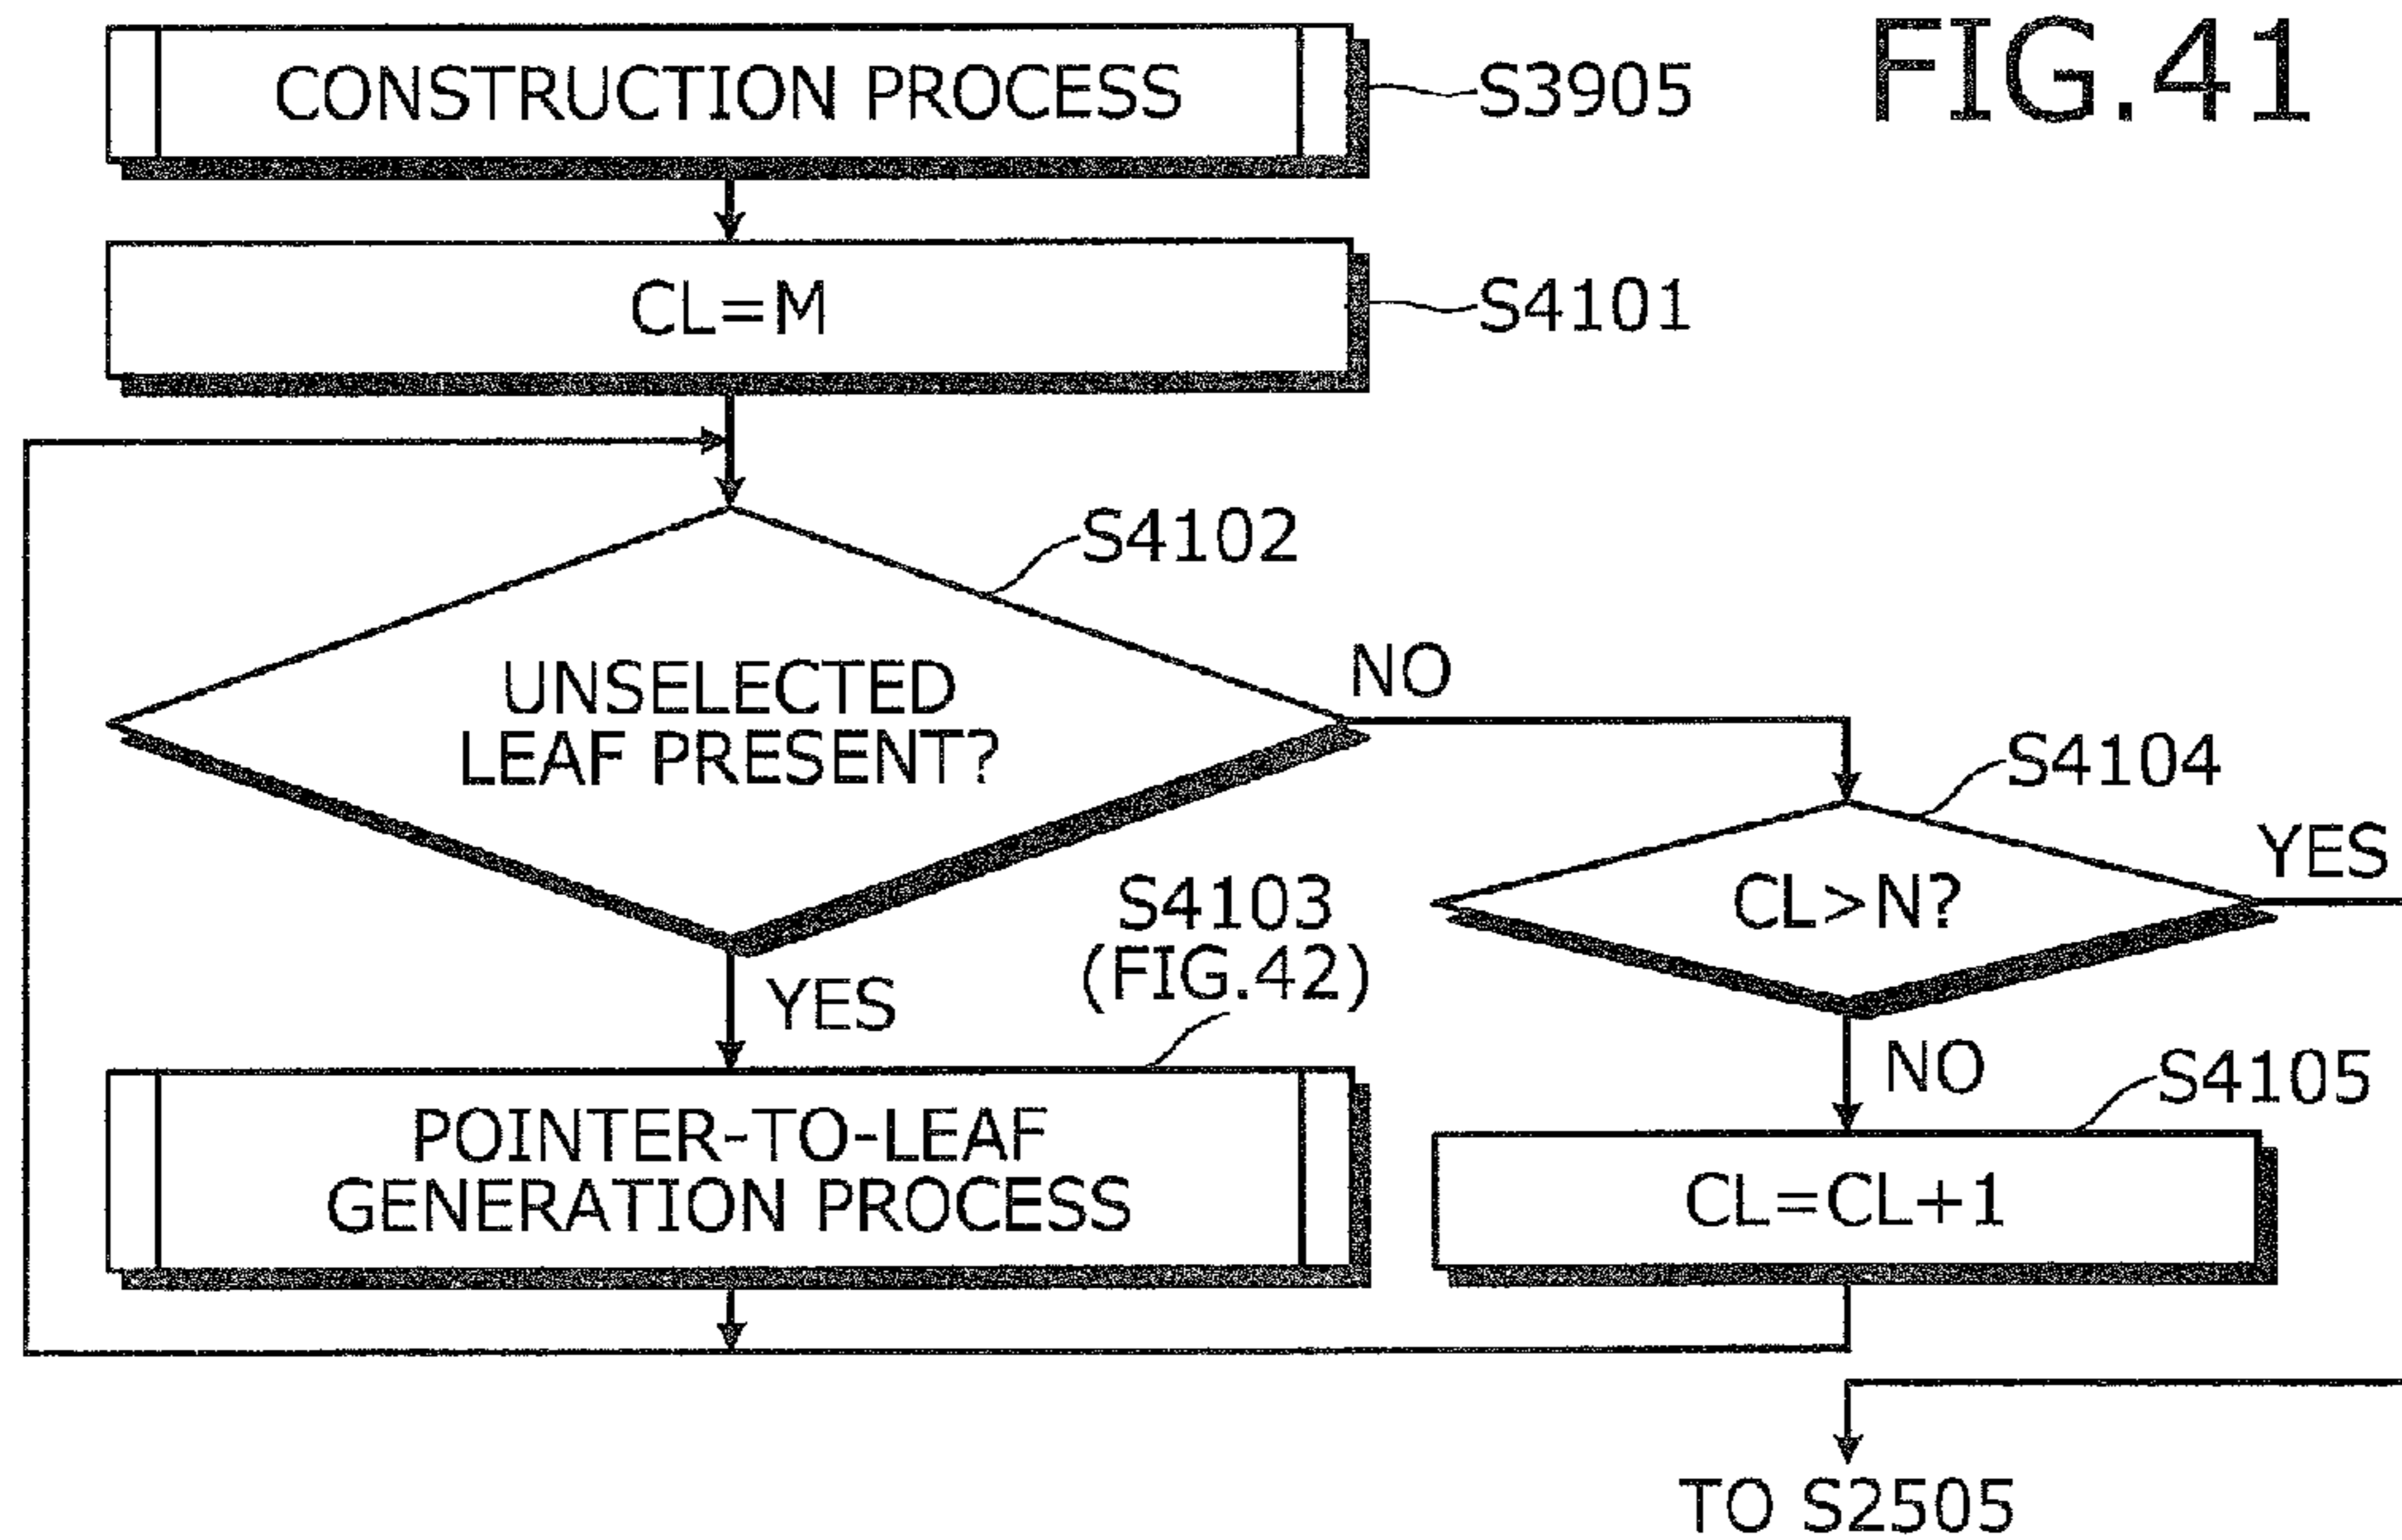 FIG.41
CONSTRUCTION PROCESS
S3905
CL=M
S4101
S4102
UNSELECTED
LEAF PRESENT?
NO
YES
S4103
(FIG.42)
POINTER-TO-LEAF
GENERATION PROCESS
S4104
CL>N?
YES
NO
S4105
CL=CL+1
TO S2505